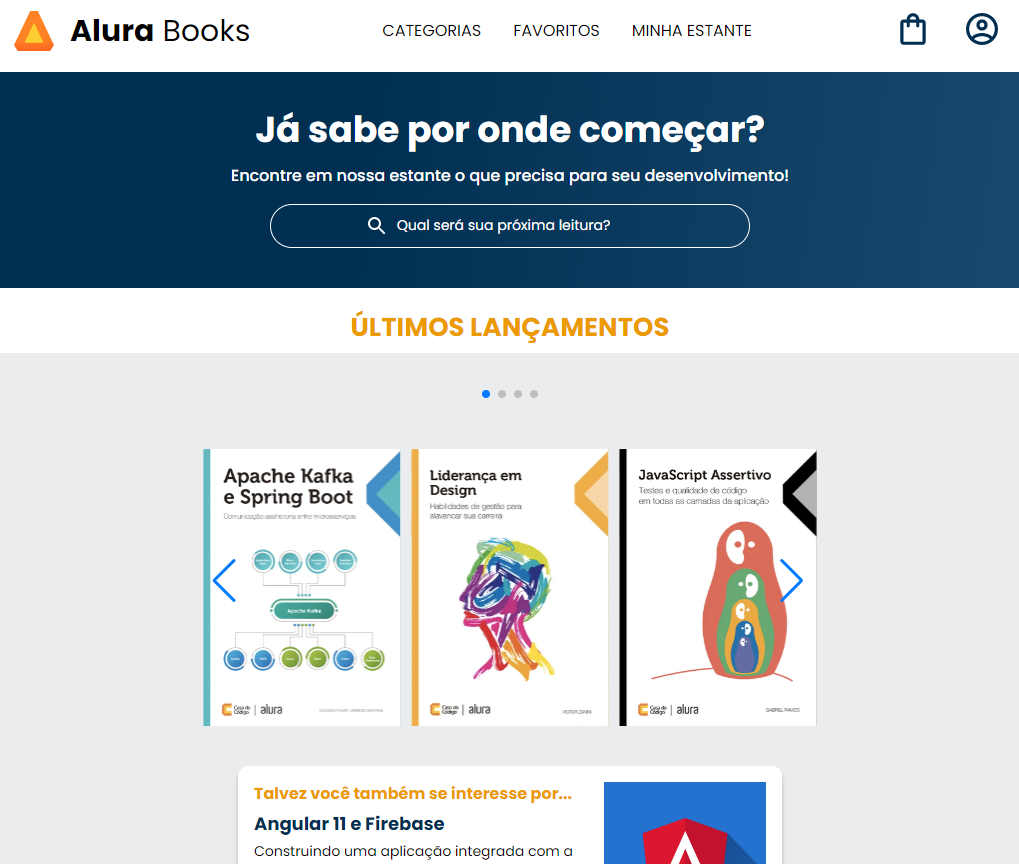 Alura Books
CATEGORIAS
FAVORITOS
MINHA ESTANTE
Já sabe por onde começar?
Encontre em nossa estante o que precisa para seu desenvolvimento!
Qual será sua próxima leitura?
ÚLTIMOS LANÇAMENTOS
Apache Kafka
e Spring Boot
Comunicação assíncrona entre microsserviços
Apache Kafka
Casa do
Código
alura
Liderança em
Design
Habilidades de gestão para
alavancar sua carreira
Casa do
Código
alura
VITOR ZANINI
JavaScript Assertivo
Testes e qualidade de código
em todas as camadas da aplicação
Casa do
Código
alura
GABRIEL RAMOS
Talvez você também se interesse por...
Angular 11 e Firebase
Construindo uma aplicação integrada com a